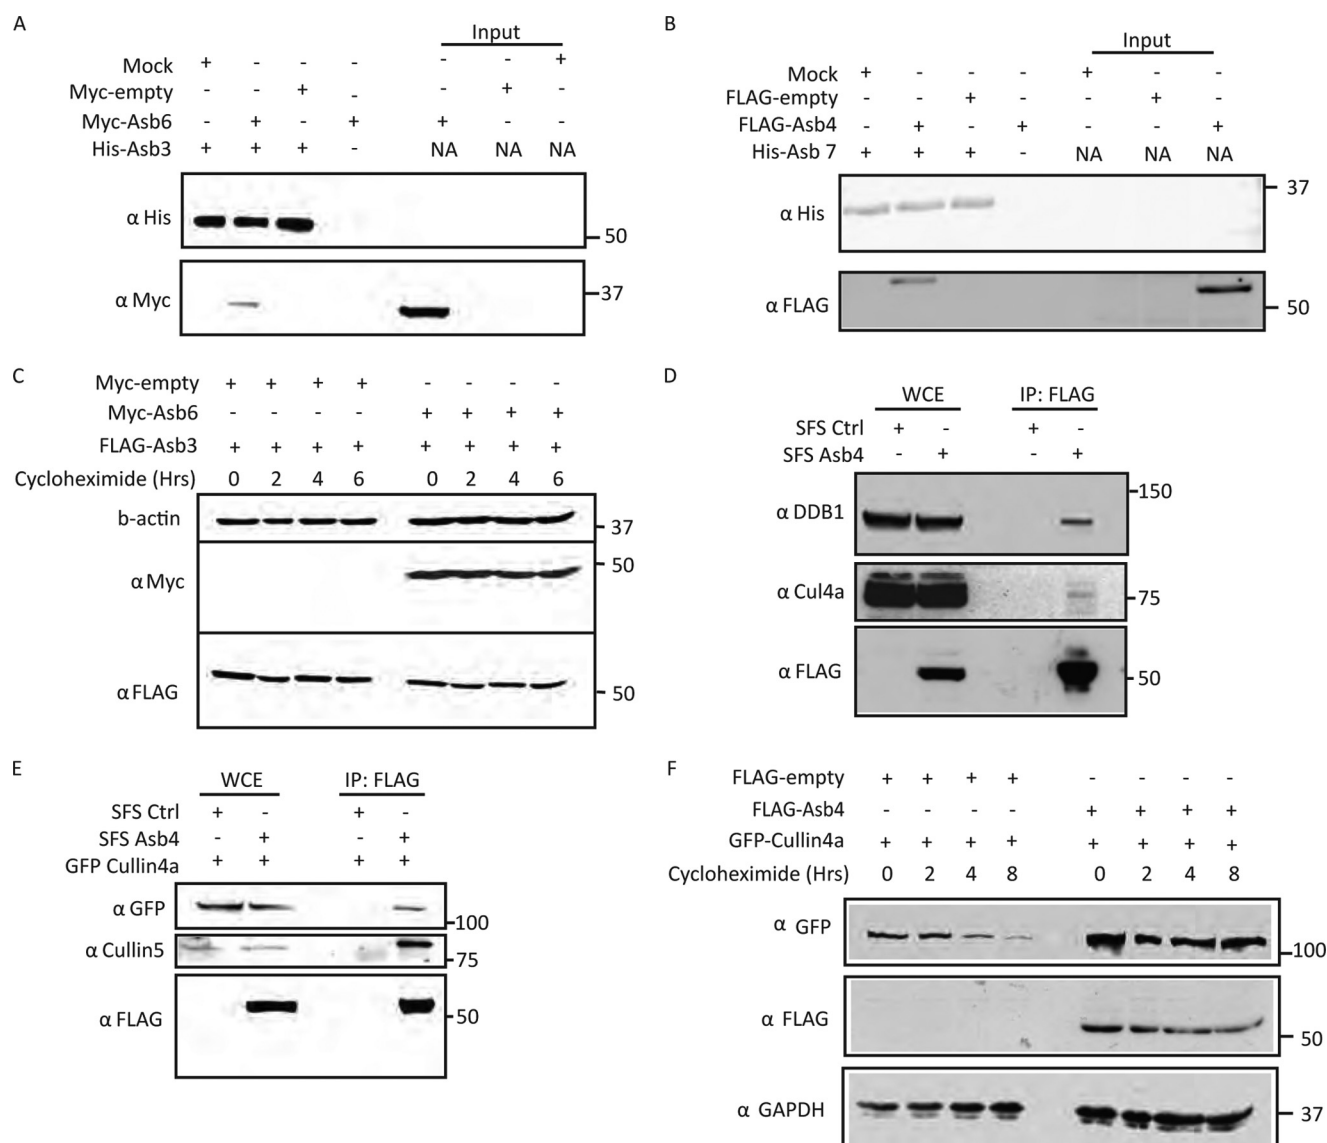 A
Input
Mock + - - - - - +
Myc-empty - - + - - + -
Myc-Asb6 - + - + + - -
His-Asb3 + + + - NA NA NA
α His
50
α Myc
37
B
Input
Mock + - - - + - -
FLAG-empty - - + - - + -
FLAG-Asb4 - + - + - - +
His-Asb 7 + + + - NA NA NA
α His
37
α FLAG
50
C
Myc-empty + + + + - - - -
Myc-Asb6 - - - - + + + +
FLAG-Asb3 + + + + + + + +
Cycloheximide (Hrs) 0 2 4 6 0 2 4 6
b-actin
37
α Myc
50
α FLAG
50
D
WCE IP: FLAG
SFS Ctrl + - + -
SFS Asb4 - + - +
α DDB1
150
α Cul4a
75
α FLAG
50
E
WCE IP: FLAG
SFS Ctrl + - + -
SFS Asb4 - + - +
GFP Cullin4a + + + +
α GFP
100
α Cullin5
75
α FLAG
50
F
FLAG-empty + + + + - - - -
FLAG-Asb4 - - - - + + + +
GFP-Cullin4a + + + + + + + +
Cycloheximide (Hrs) 0 2 4 8 0 2 4 8
α GFP
100
α FLAG
50
α GAPDH
37